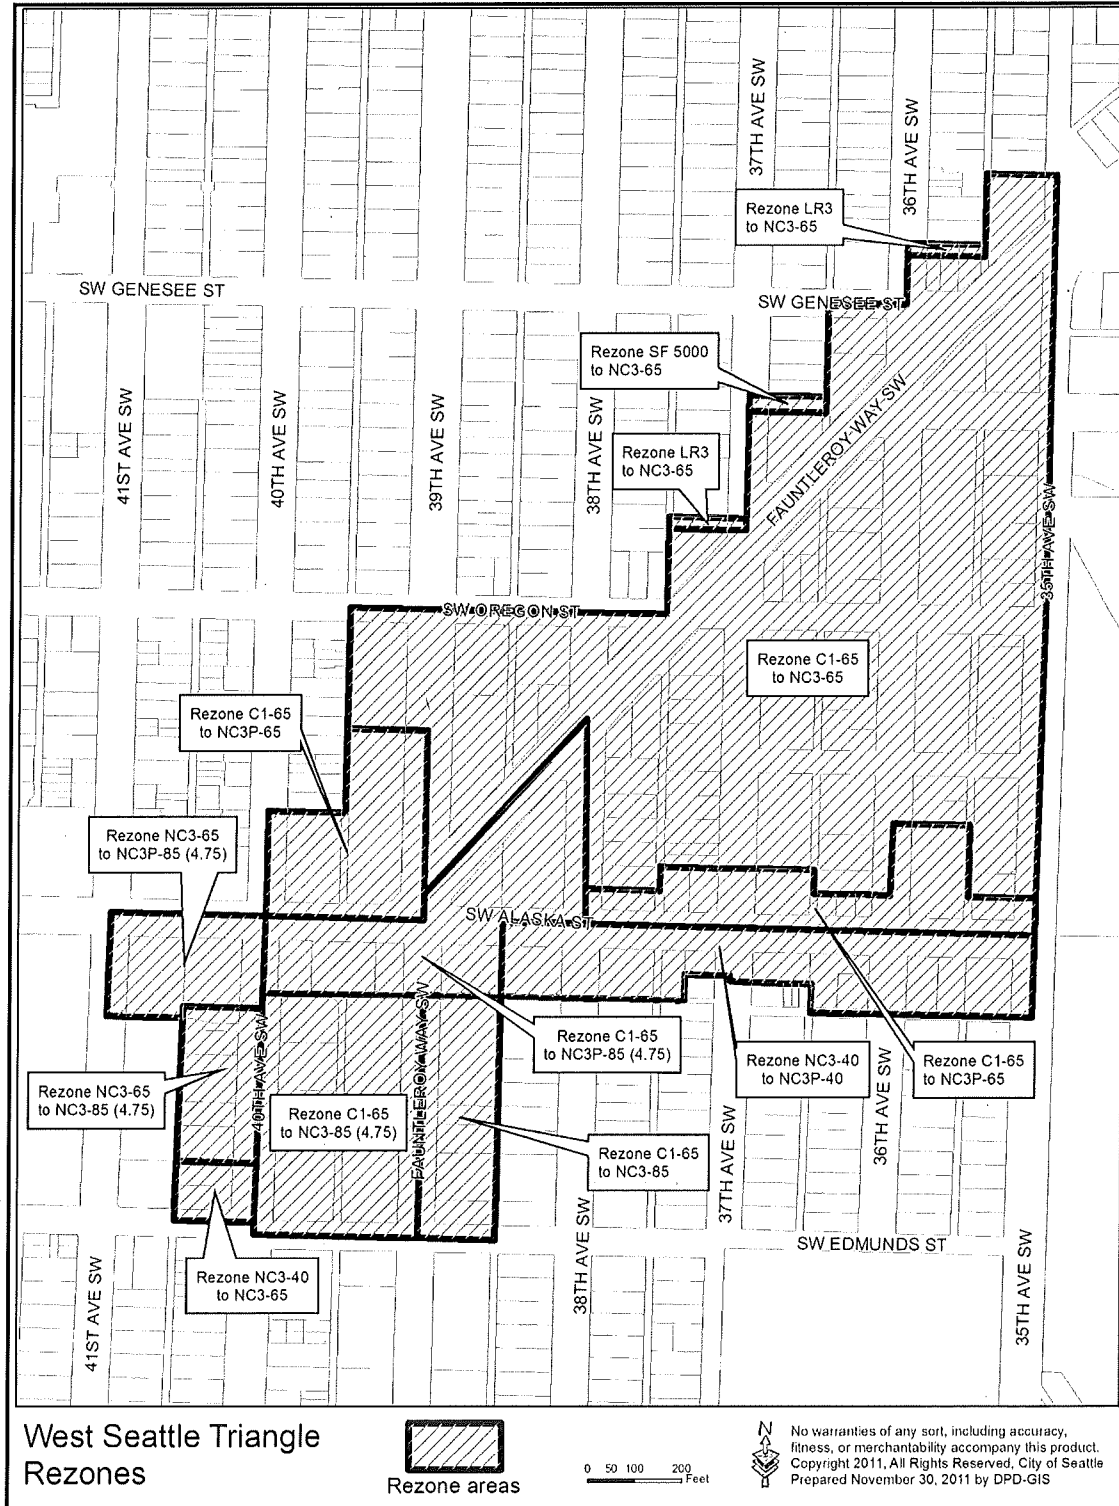 37TH AVE SW
36TH AVE SW
Rezone LR3
to NC3-65
SW GENESEE ST
SW GENESEE ST
Rezone SF 5000
to NC3-65
41ST AVE SW
40TH AVE SW
39TH AVE SW
38TH AVE SW
FAUNTLEROY WAY SW
Rezone LR3
to NC3-65
35TH AVE SW
SW OREGON ST
Rezone C1-65
to NC3-65
Rezone C1-65
to NC3P-65
Rezone NC3-65
to NC3P-85 (4.75)
SW ALASKA ST
Rezone C1-65
to NC3P-85 (4.75)
Rezone NC3-40
to NC3P-40
Rezone C1-65
to NC3P-65
Rezone NC3-65
to NC3-85 (4.75)
40TH AVE SW
Rezone C1-65
to NC3-85 (4.75)
FAUNTLEROY WAY SW
Rezone C1-65
to NC3-85
37TH AVE SW
36TH AVE SW
Rezone NC3-40
to NC3-65
41ST AVE SW
38TH AVE SW
SW EDMUNDS ST
35TH AVE SW
West Seattle Triangle
Rezones
Rezone areas
0 50 100 200
Feet
N
No warranties of any sort, including accuracy,
fitness, or merchantability accompany this product.
Copyright 2011, All Rights Reserved, City of Seattle
Prepared November 30, 2011 by DPD-GIS